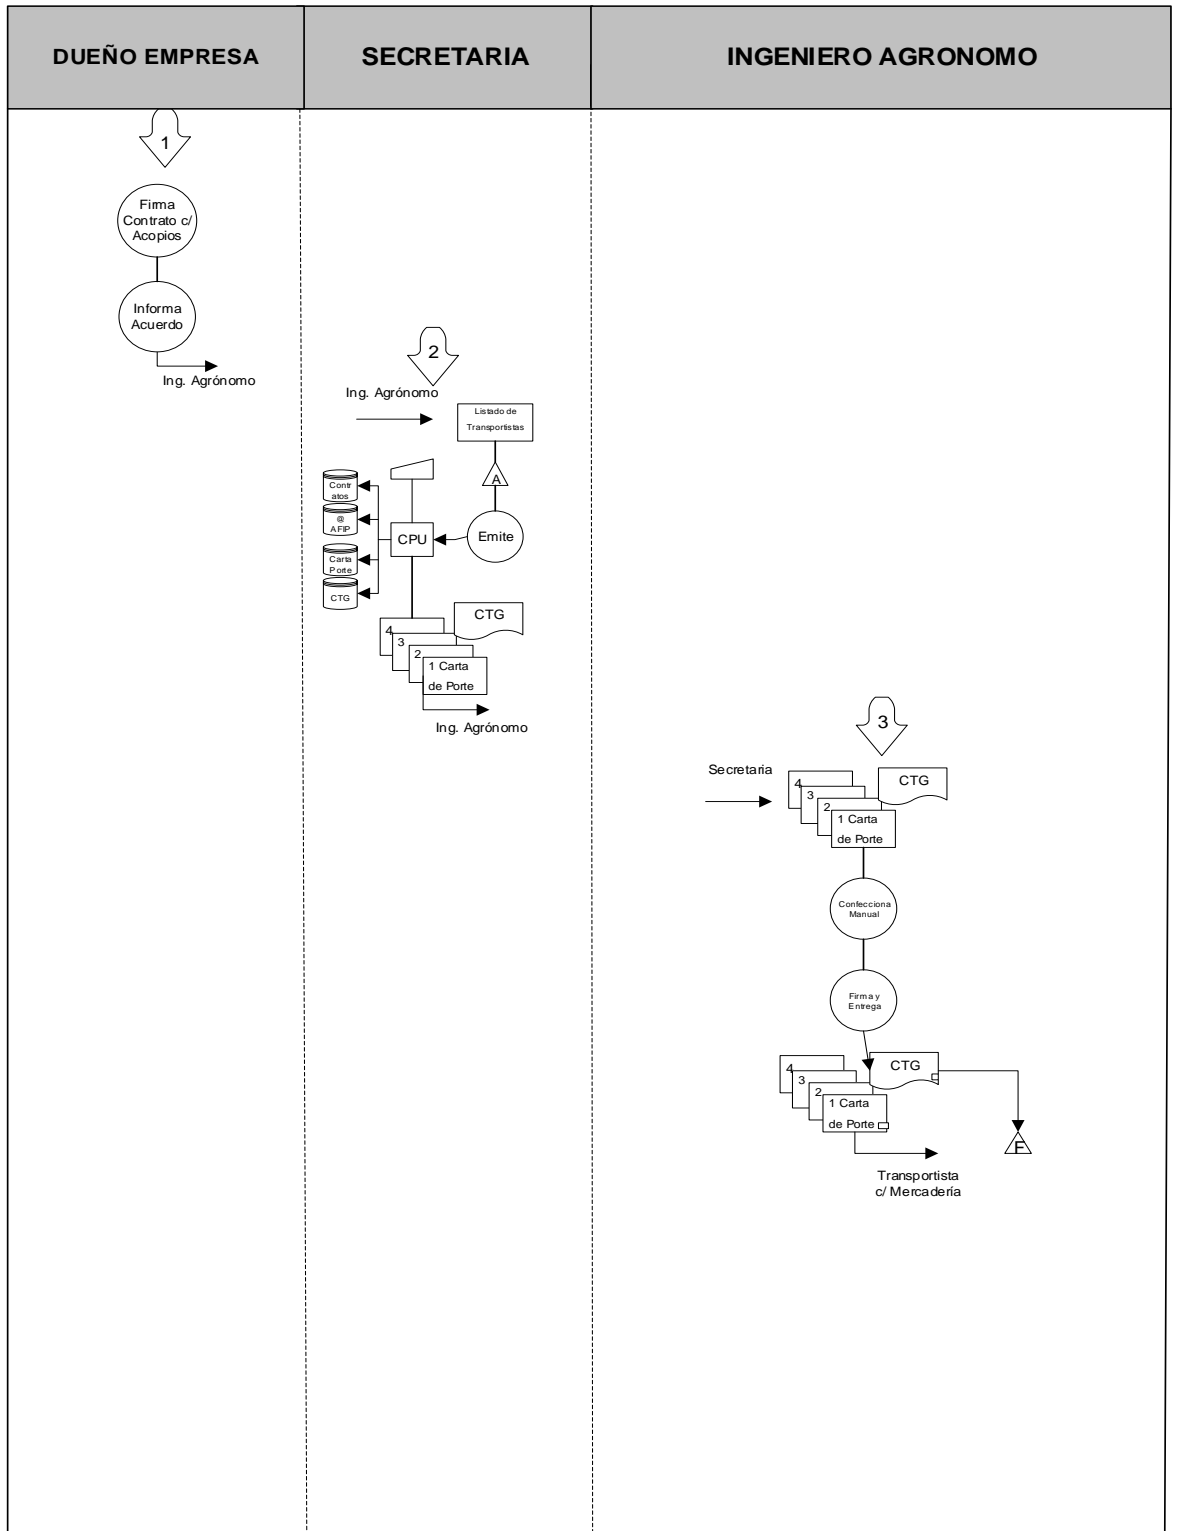 DUEÑO EMPRESA
SECRETARIA
INGENIERO AGRONOMO
1
Firma
Contrato c/
Acopios
Informa
Acuerdo
Ing. Agrónomo
2
Ing. Agrónomo
Listado de
Transportistas
A
Contr
atos
@
AFIP
Carta
Porte
CTG
CPU
Emite
CTG
4
3
2
1 Carta
de Porte
Ing. Agrónomo
3
Secretaria
CTG
4
3
2
1 Carta
de Porte
Confecciona
Manual
Firma y
Entrega
CTG
4
3
2
1 Carta
de Porte
F
Transportista
c/ Mercadería